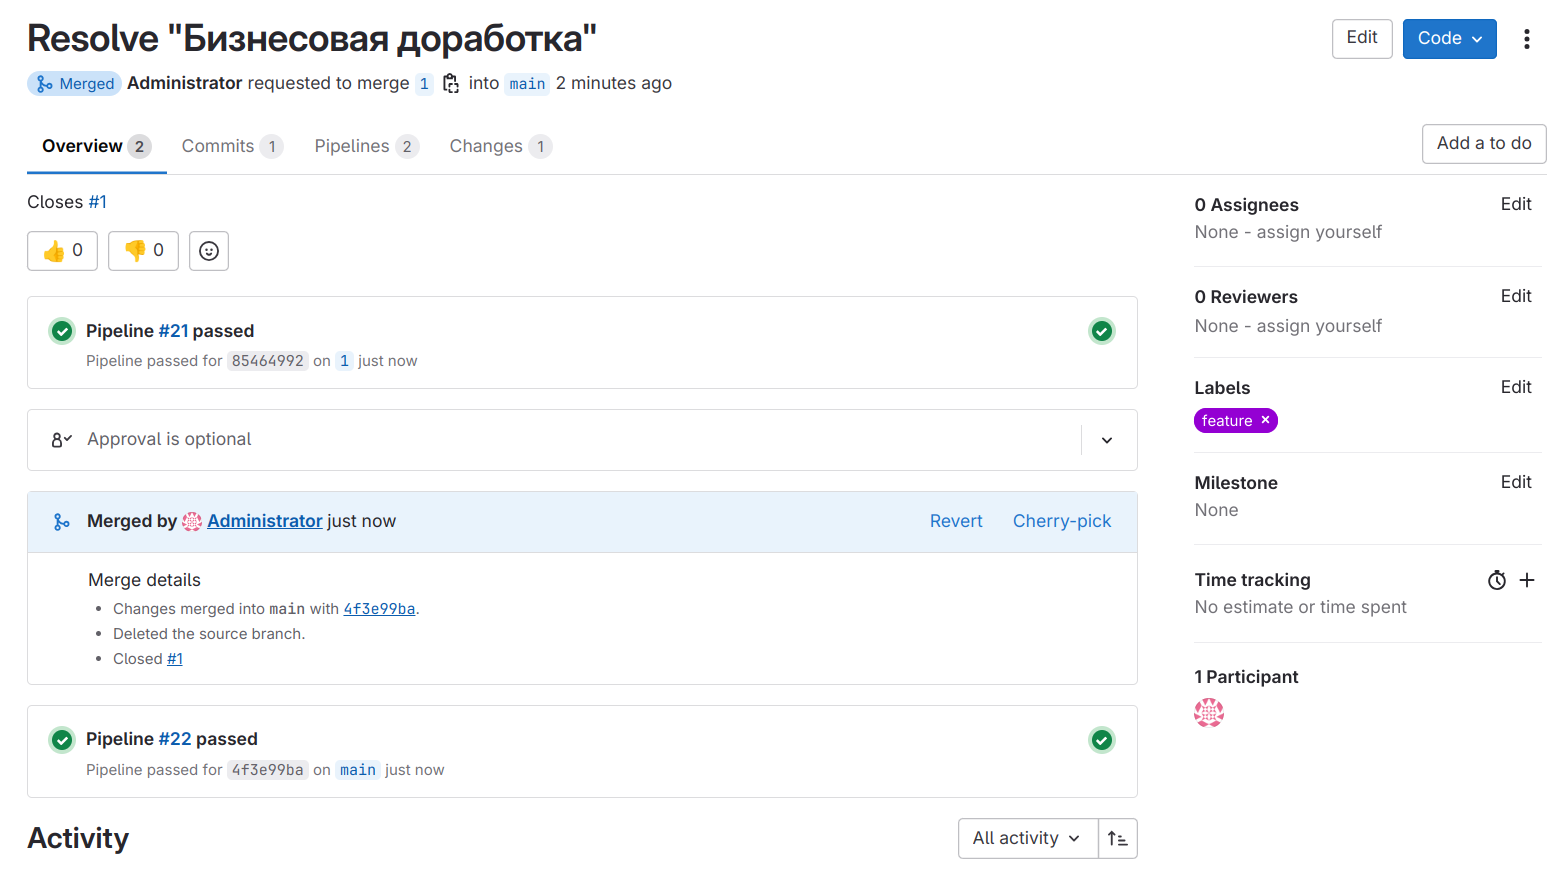 Resolve "Бизнесовая доработка"
Edit
Code
Merged Administrator requested to merge 1 into main 2 minutes ago
Overview 2
Commits 1
Pipelines 2
Changes 1
Add a to do
Closes #1
👍 0
👎 0
Pipeline #21 passed
Pipeline passed for 85464992 on 1 just now
Approval is optional
Merged by Administrator just now
Revert
Cherry-pick
Merge details
• Changes merged into main with 4f3e99ba.
• Deleted the source branch.
• Closed #1
Pipeline #22 passed
Pipeline passed for 4f3e99ba on main just now
Activity
All activity
0 Assignees
Edit
None - assign yourself
0 Reviewers
Edit
None - assign yourself
Labels
Edit
feature ×
Milestone
Edit
None
Time tracking
No estimate or time spent
1 Participant